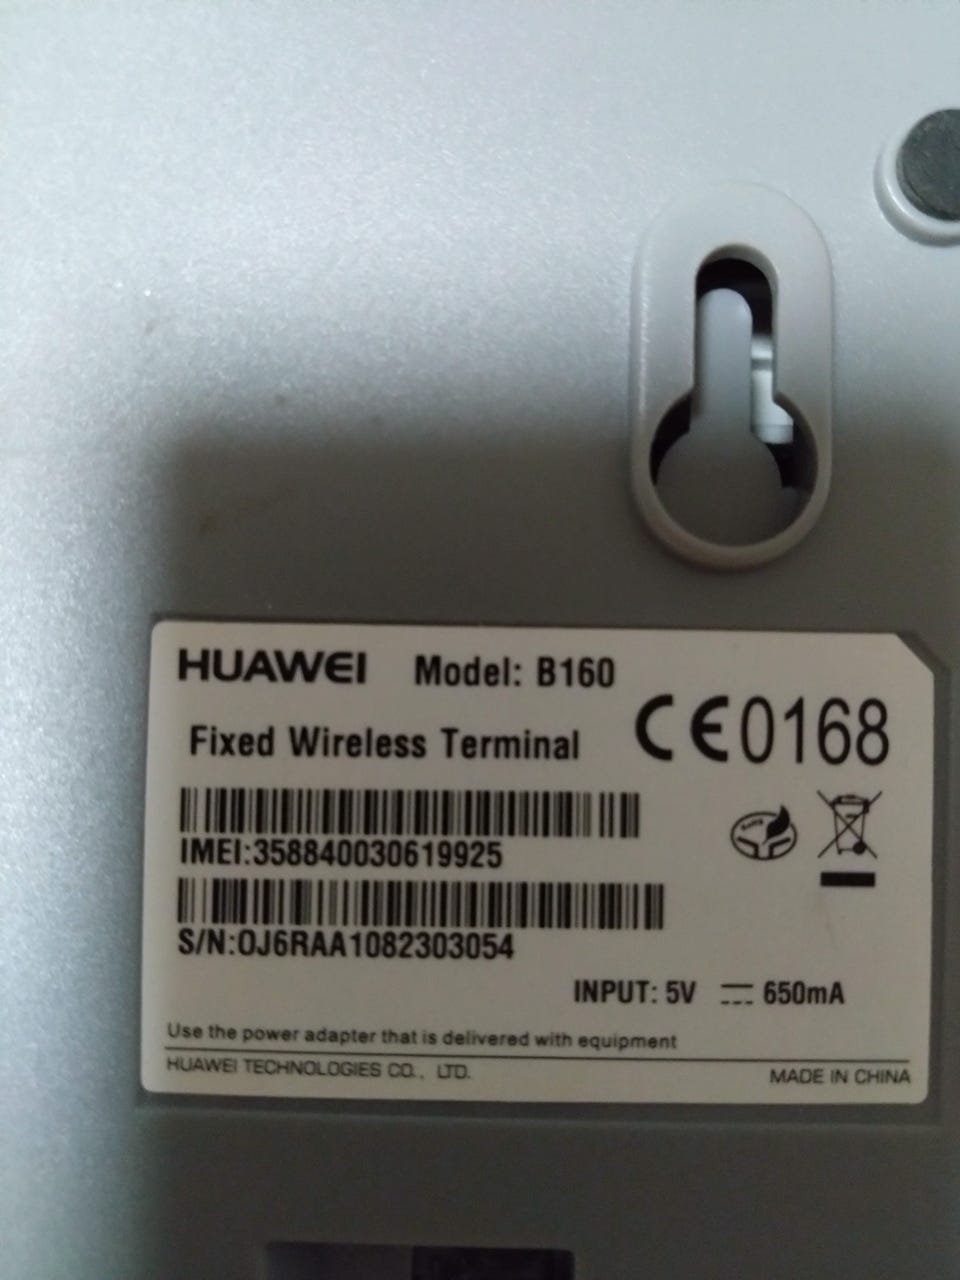 HUAWEI Model: B160
Fixed Wireless Terminal CE0168
IMEI:358840030619925
S/N:OJ6RAA1082303054
INPUT: 5V ⎓ 650mA
Use the power adapter that is delivered with equipment
HUAWEI TECHNOLOGIES CO., LTD. MADE IN CHINA